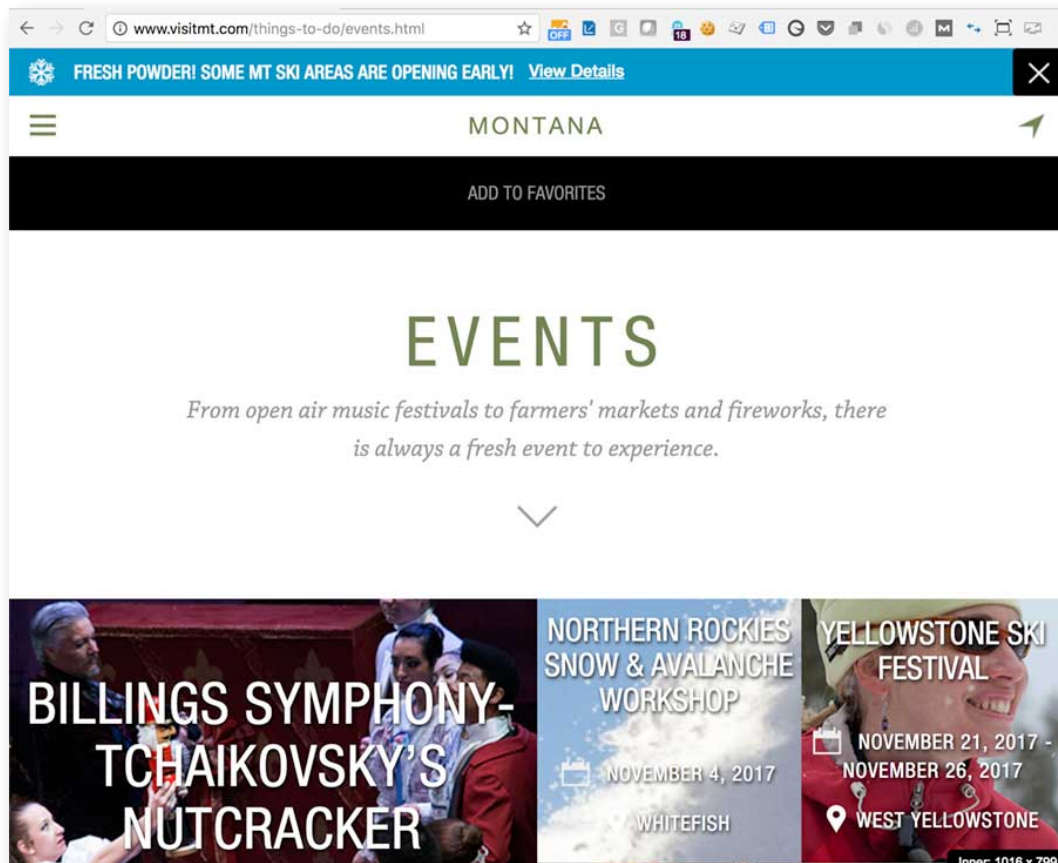 www.visitmt.com/things-to-do/events.html
OFF
18
FRESH POWDER! SOME MT SKI AREAS ARE OPENING EARLY! View Details
MONTANA
ADD TO FAVORITES
EVENTS
From open air music festivals to farmers' markets and fireworks, there
is always a fresh event to experience.
BILLINGS SYMPHONY-
TCHAIKOVSKY'S
NUTCRACKER
NORTHERN ROCKIES
SNOW & AVALANCHE
WORKSHOP
NOVEMBER 4, 2017
WHITEFISH
YELLOWSTONE SKI
FESTIVAL
NOVEMBER 21, 2017 -
NOVEMBER 26, 2017
WEST YELLOWSTONE